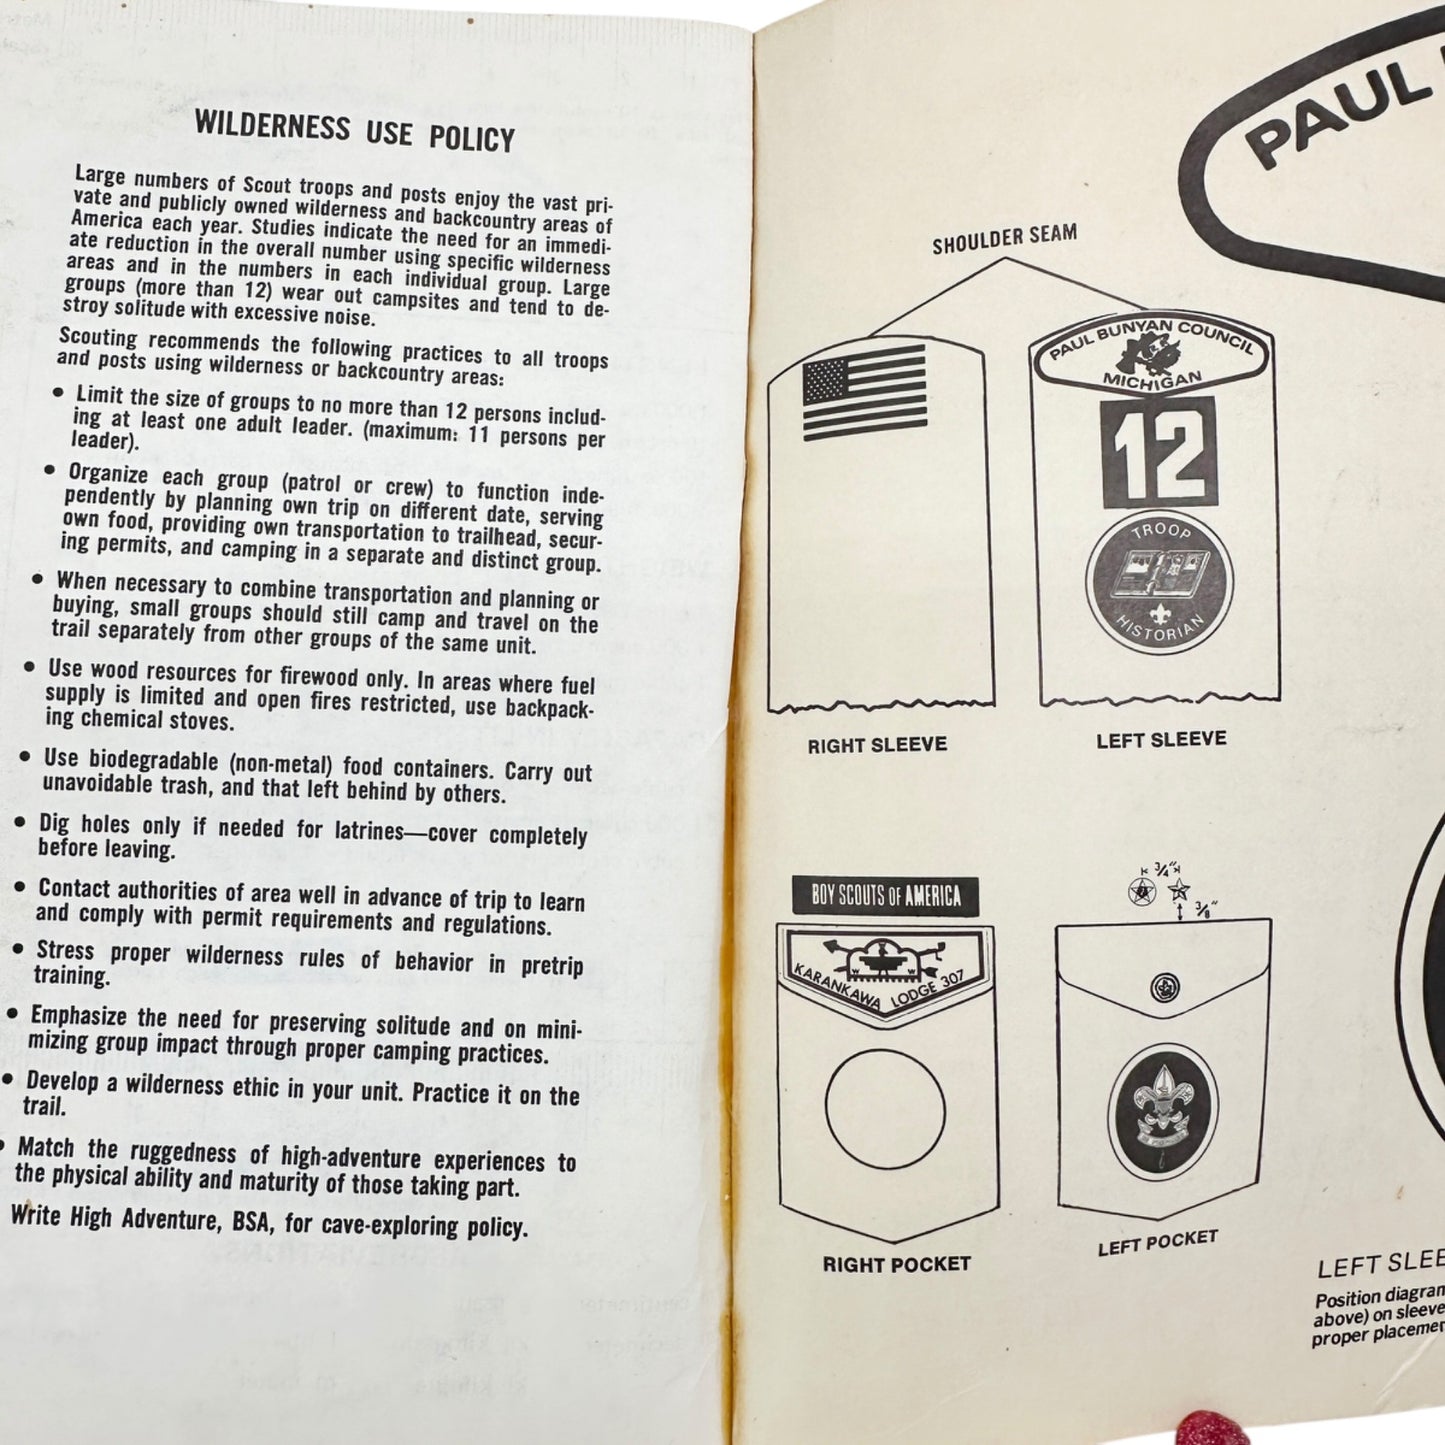 WILDERNESS USE POLICY
Large numbers of Scout troops and posts enjoy the vast pri-
vate and publicly owned wilderness and backcountry areas of
America each year. Studies indicate the need for an immedi-
ate reduction in the overall number using specific wilderness
areas and in the numbers in each individual group. Large
groups (more than 12) wear out campsites and tend to de-
stroy solitude with excessive noise.
Scouting recommends the following practices to all troops
and posts using wilderness or backcountry areas:
• Limit the size of groups to no more than 12 persons includ-
ing at least one adult leader. (maximum: 11 persons per
leader).
• Organize each group (patrol or crew) to function inde-
pendently by planning own trip on different date, serving
own food, providing own transportation to trailhead, secur-
ing permits, and camping in a separate and distinct group.
• When necessary to combine transportation and planning or
buying, small groups should still camp and travel on the
trail separately from other groups of the same unit.
• Use wood resources for firewood only. In areas where fuel
supply is limited and open fires restricted, use backpack-
ing chemical stoves.
• Use biodegradable (non-metal) food containers. Carry out
unavoidable trash, and that left behind by others.
• Dig holes only if needed for latrines—cover completely
before leaving.
• Contact authorities of area well in advance of trip to learn
and comply with permit requirements and regulations.
• Stress proper wilderness rules of behavior in pretrip
training.
• Emphasize the need for preserving solitude and on mini-
mizing group impact through proper camping practices.
• Develop a wilderness ethic in your unit. Practice it on the
trail.
• Match the ruggedness of high-adventure experiences to
the physical ability and maturity of those taking part.
Write High Adventure, BSA, for cave-exploring policy.
PAUL
SHOULDER SEAM
PAUL BUNYAN COUNCIL
MICHIGAN
12
TROOP
HISTORIAN
RIGHT SLEEVE
LEFT SLEEVE
3/4"
3/8"
BOY SCOUTS OF AMERICA
KARANKAWA LODGE 307
W W
RIGHT POCKET
LEFT POCKET
LEFT SLEE
Position diagram
above) on sleeve
proper placemen